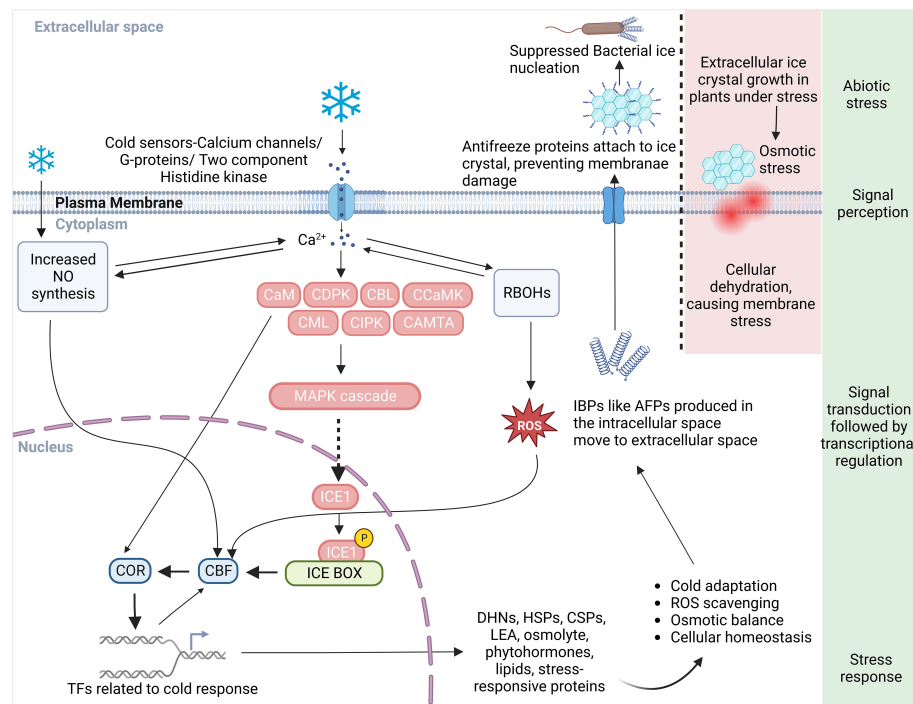 Extracellular space
Suppressed Bacterial ice
nucleation
Extracellular ice
crystal growth in
plants under stress
Abiotic
stress
Cold sensors-Calcium channels/
G-proteins/ Two component
Histidine kinase
Antifreeze proteins attach to ice
crystal, preventing membranae
damage
Osmotic
stress
Plasma Membrane
Cytoplasm
Signal
perception
Ca2+
Increased
NO
synthesis
RBOHs
Cellular
dehydration,
causing membrane
stress
CaM
CDPK
CBL
CCaMK
CML
CIPK
CAMTA
MAPK cascade
ROS
IBPs like AFPs produced in
the intracellular space
move to extracellular space
Signal
transduction
followed by
transcriptional
regulation
Nucleus
ICE1
P
ICE1
ICE BOX
CBF
COR
TFs related to cold response
DHNs, HSPs, CSPs,
LEA, osmolyte,
phytohormones,
lipids, stress-
responsive proteins
• Cold adaptation
• ROS scavenging
• Osmotic balance
• Cellular homeostasis
Stress
response